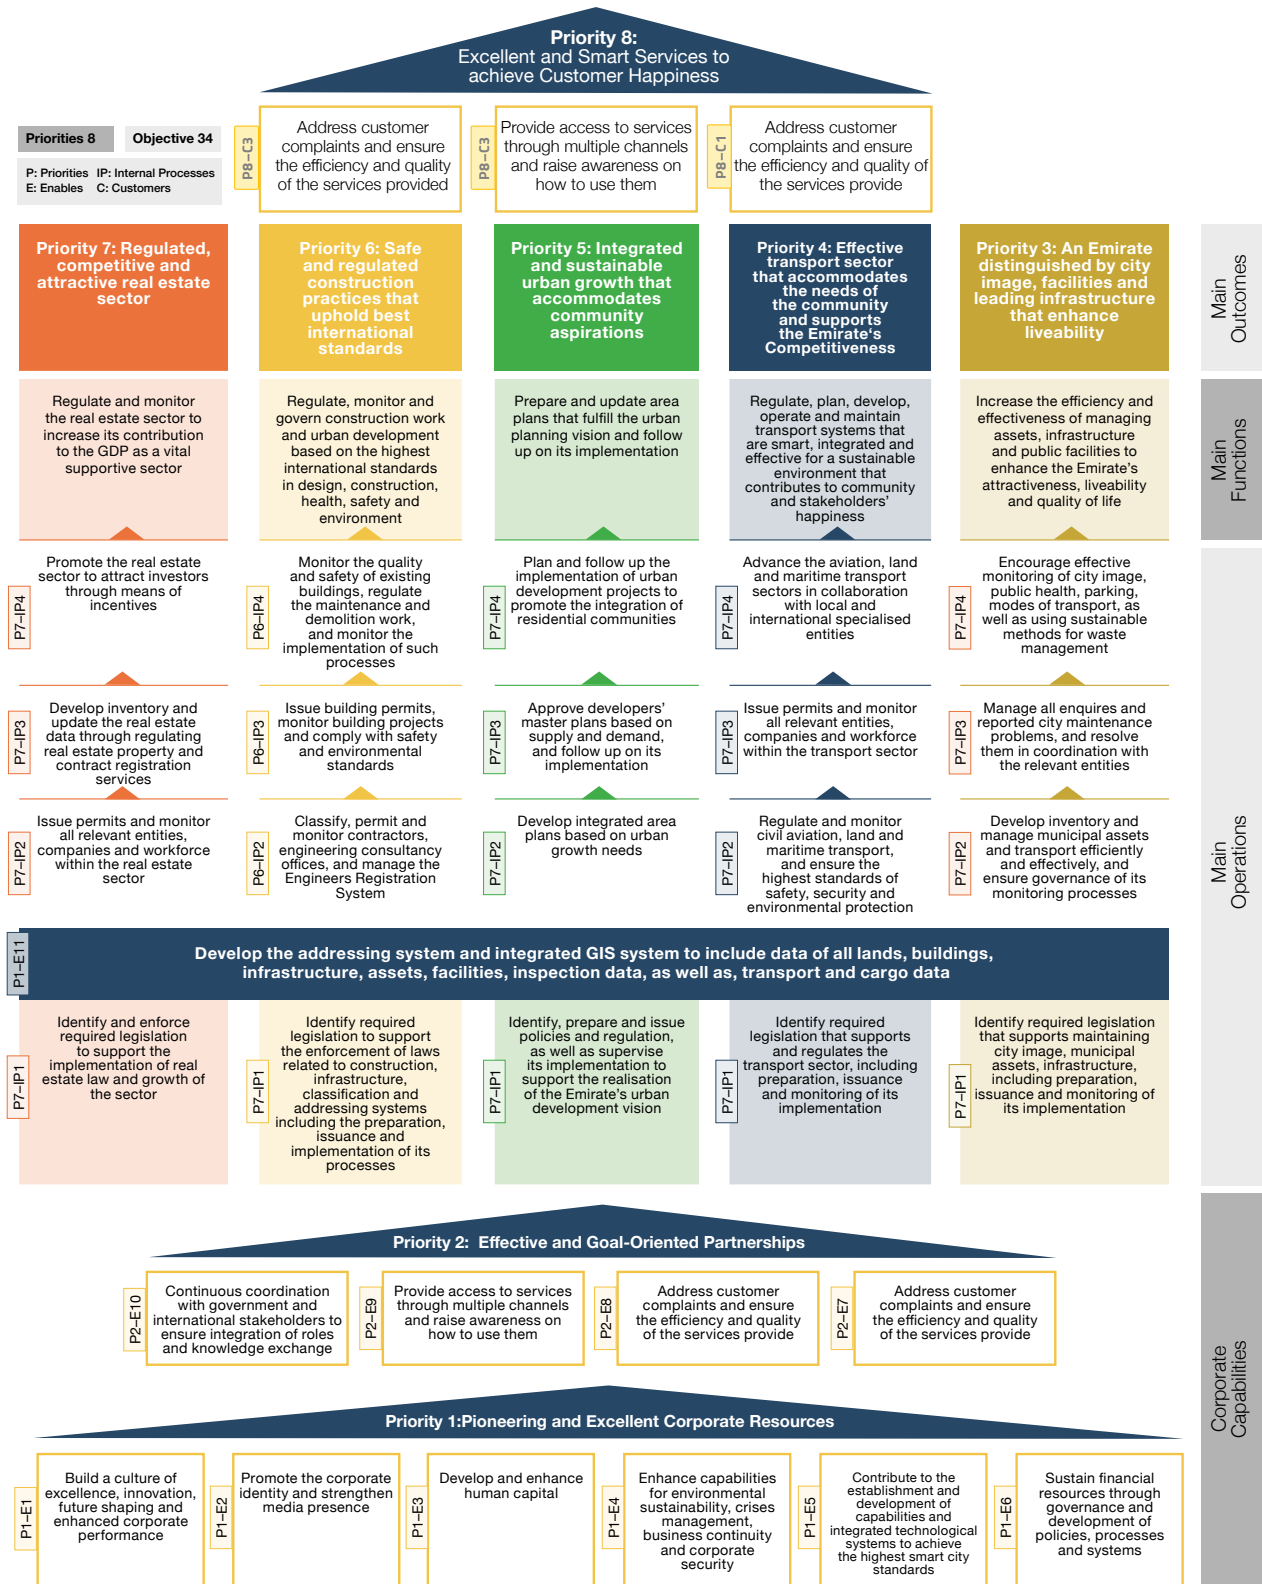 Priority 8:
Excellent and Smart Services to
achieve Customer Happiness
Priorities 8
Objective 34
P: Priorities IP: Internal Processes
E: Enables C: Customers
P8–C3
Address customer
complaints and ensure
the efficiency and quality
of the services provided
P8–C3
Provide access to services
through multiple channels
and raise awareness on
how to use them
P8–C1
Address customer
complaints and ensure
the efficiency and quality of
the services provide
Priority 7: Regulated,
competitive and
attractive real estate
sector
Priority 6: Safe
and regulated
construction
practices that
uphold best
international
standards
Priority 5: Integrated
and sustainable
urban growth that
accommodates
community
aspirations
Priority 4: Effective
transport sector
that accommodates
the needs of
the community
and supports
the Emirate‘s
Competitiveness
Priority 3: An Emirate
distinguished by city
image, facilities and
leading infrastructure
that enhance
liveability
Main
Outcomes
Regulate and monitor
the real estate sector to
increase its contribution
to the GDP as a vital
supportive sector
Regulate, monitor and
govern construction work
and urban development
based on the highest
international standards
in design, construction,
health, safety and
environment
Prepare and update area
plans that fulfill the urban
planning vision and follow
up on its implementation
Regulate, plan, develop,
operate and maintain
transport systems that
are smart, integrated and
effective for a sustainable
environment that
contributes to community
and stakeholders’
happiness
Increase the efficiency and
effectiveness of managing
assets, infrastructure
and public facilities to
enhance the Emirate’s
attractiveness, liveability
and quality of life
Main
Functions
P7–IP4
Promote the real estate
sector to attract investors
through means of
incentives
P6–IP4
Monitor the quality
and safety of existing
buildings, regulate
the maintenance and
demolition work,
and monitor the
implementation of such
processes
P7–IP4
Plan and follow up the
implementation of urban
development projects to
promote the integration of
residential communities
P7–IP4
Advance the aviation, land
and maritime transport
sectors in collaboration
with local and
international specialised
entities
P7–IP4
Encourage effective
monitoring of city image,
public health, parking,
modes of transport, as
well as using sustainable
methods for waste
management
P7–IP3
Develop inventory and
update the real estate
data through regulating
real estate property and
contract registration
services
P6–IP3
Issue building permits,
monitor building projects
and comply with safety
and environmental
standards
P7–IP3
Approve developers’
master plans based on
supply and demand,
and follow up on its
implementation
P7–IP3
Issue permits and monitor
all relevant entities,
companies and workforce
within the transport sector
P7–IP3
Manage all enquires and
reported city maintenance
problems, and resolve
them in coordination with
the relevant entities
P7–IP2
Issue permits and monitor
all relevant entities,
companies and workforce
within the real estate
sector
P6–IP2
Classify, permit and
monitor contractors,
engineering consultancy
offices, and manage the
Engineers Registration
System
P7–IP2
Develop integrated area
plans based on urban
growth needs
P7–IP2
Regulate and monitor
civil aviation, land and
maritime transport,
and ensure the
highest standards of
safety, security and
environmental protection
P7–IP2
Develop inventory and
manage municipal assets
and transport efficiently
and effectively, and
ensure governance of its
monitoring processes
Main
Operations
P1–E11
Develop the addressing system and integrated GIS system to include data of all lands, buildings,
infrastructure, assets, facilities, inspection data, as well as, transport and cargo data
P7–IP1
Identify and enforce
required legislation
to support the
implementation of real
estate law and growth of
the sector
P7–IP1
Identify required
legislation to support
the enforcement of laws
related to construction,
infrastructure,
classification and
addressing systems
including the preparation,
issuance and
implementation of its
processes
P7–IP1
Identify, prepare and issue
policies and regulation,
as well as supervise
its implementation to
support the realisation
of the Emirate’s urban
development vision
P7–IP1
Identify required
legislation that supports
and regulates the
transport sector, including
preparation, issuance
and monitoring of its
implementation
P7–IP1
Identify required legislation
that supports maintaining
city image, municipal
assets, infrastructure,
including preparation,
issuance and monitoring of
its implementation
Priority 2: Effective and Goal-Oriented Partnerships
P2–E10
Continuous coordination
with government and
international stakeholders to
ensure integration of roles
and knowledge exchange
P2–E9
Provide access to services
through multiple channels
and raise awareness on
how to use them
P2–E8
Address customer
complaints and ensure
the efficiency and quality
of the services provide
P2–E7
Address customer
complaints and ensure
the efficiency and quality
of the services provide
Corporate
Capabilities
Priority 1:Pioneering and Excellent Corporate Resources
P1–E1
Build a culture of
excellence, innovation,
future shaping and
enhanced corporate
performance
P1–E2
Promote the corporate
identity and strengthen
media presence
P1–E3
Develop and enhance
human capital
P1–E4
Enhance capabilities
for environmental
sustainability, crises
management,
business continuity
and corporate
security
P1–E5
Contribute to the
establishment and
development of
capabilities and
integrated technological
systems to achieve
the highest smart city
standards
P1–E6
Sustain financial
resources through
governance and
development of
policies, processes
and systems